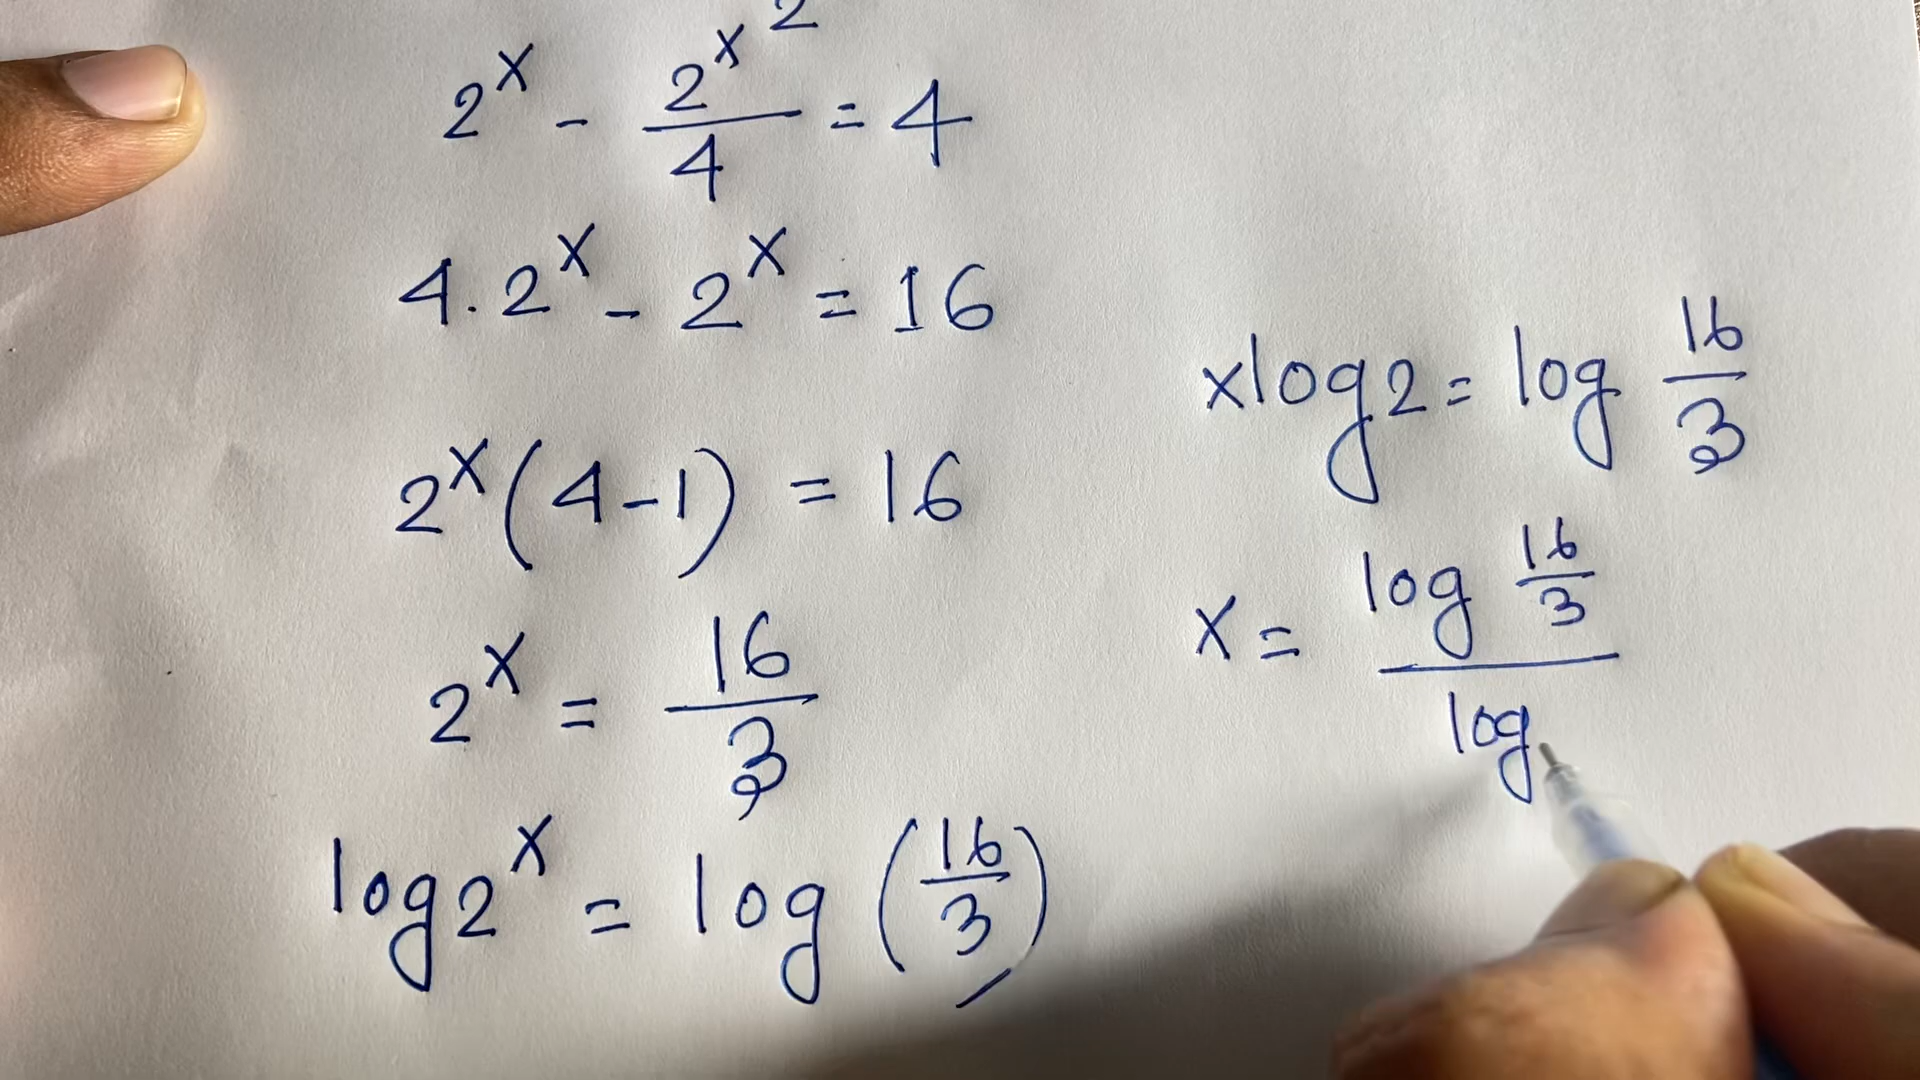 2^x - 2^x^2/4 = 4
4.2^x - 2^x = 16
2^x(4-1) = 16
2^x = 16/3
log2^x = log(16/3)
xlog2 = log 16/3
x = log 16/3 / log